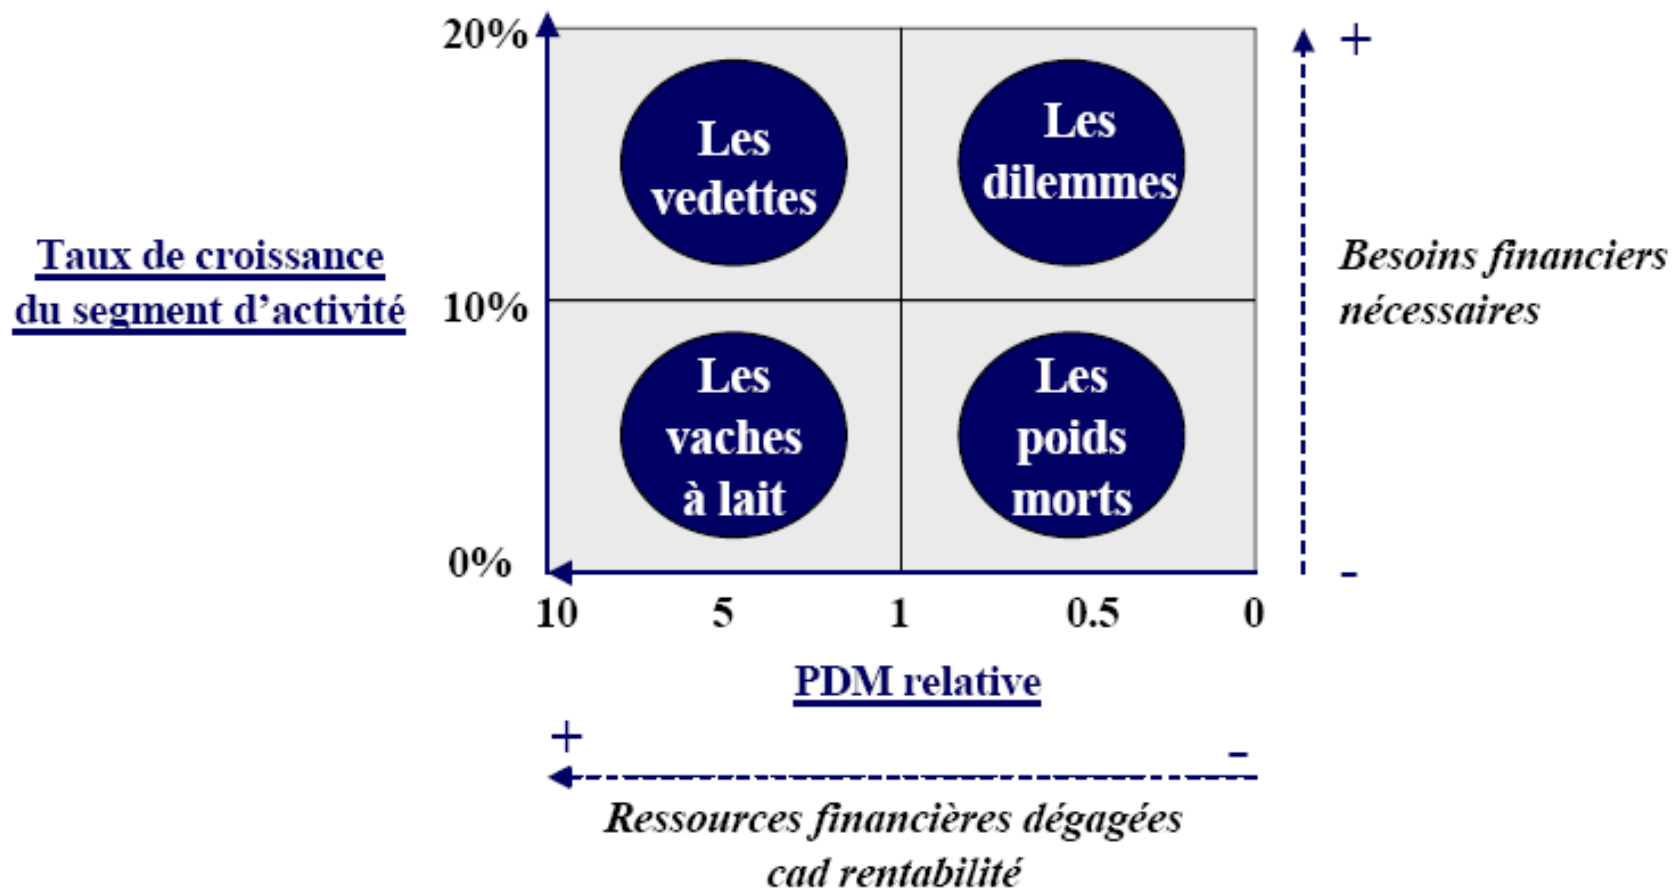 20%
+
Les
vedettes
Les
dilemmes
Taux de croissance
du segment d’activité
10%
Besoins financiers
nécessaires
Les
vaches
à lait
Les
poids
morts
0%
-
10 5 1 0.5 0
PDM relative
+ -
Ressources financières dégagées
cad rentabilité